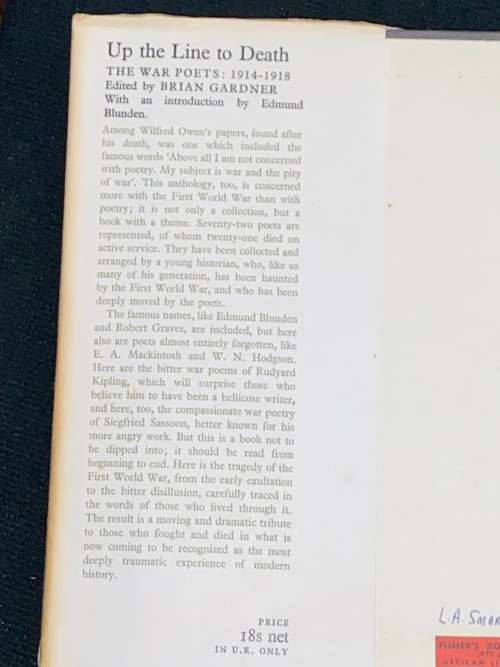 Up the Line to Death
THE WAR POETS: 1914-1918
Edited by BRIAN GARDNER
With an introduction by Edmund
Blunden.
Among Wilfred Owen's papers, found after
his death, was one which included the
famous words 'Above all I am not concerned
with poetry. My subject is war and the pity
of war'. This anthology, too, is concerned
more with the First World War than with
poetry; it is not only a collection, but a
book with a theme. Seventy-two poets are
represented, of whom twenty-one died on
active service. They have been collected and
arranged by a young historian, who, like so
many of his generation, has been haunted
by the First World War, and who has been
deeply moved by the poets.
The famous names, like Edmund Blunden
and Robert Graves, are included, but here
also are poets almost entirely forgotten, like
E. A. Mackintosh and W. N. Hodgson.
Here are the bitter war poems of Rudyard
Kipling, which will surprise those who
believe him to have been a bellicose writer,
and here, too, the compassionate war poetry
of Siegfried Sassoon, better known for his
more angry work. But this is a book not to
be dipped into; it should be read from
beginning to end. Here is the tragedy of the
First World War, from the early exultation
to the bitter disillusion, carefully traced in
the words of those who lived through it.
The result is a moving and dramatic tribute
to those who fought and died in what is
now coming to be recognized as the most
deeply traumatic experience of modern
history.
PRICE
18s net
IN U.K. ONLY
L.A. SMAR
FISHER'S BO